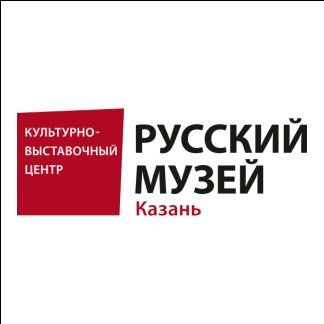 КУЛЬТУРНО-
ВЫСТАВОЧНЫЙ
ЦЕНТР
РУССКИЙ
МУЗЕЙ
Казань